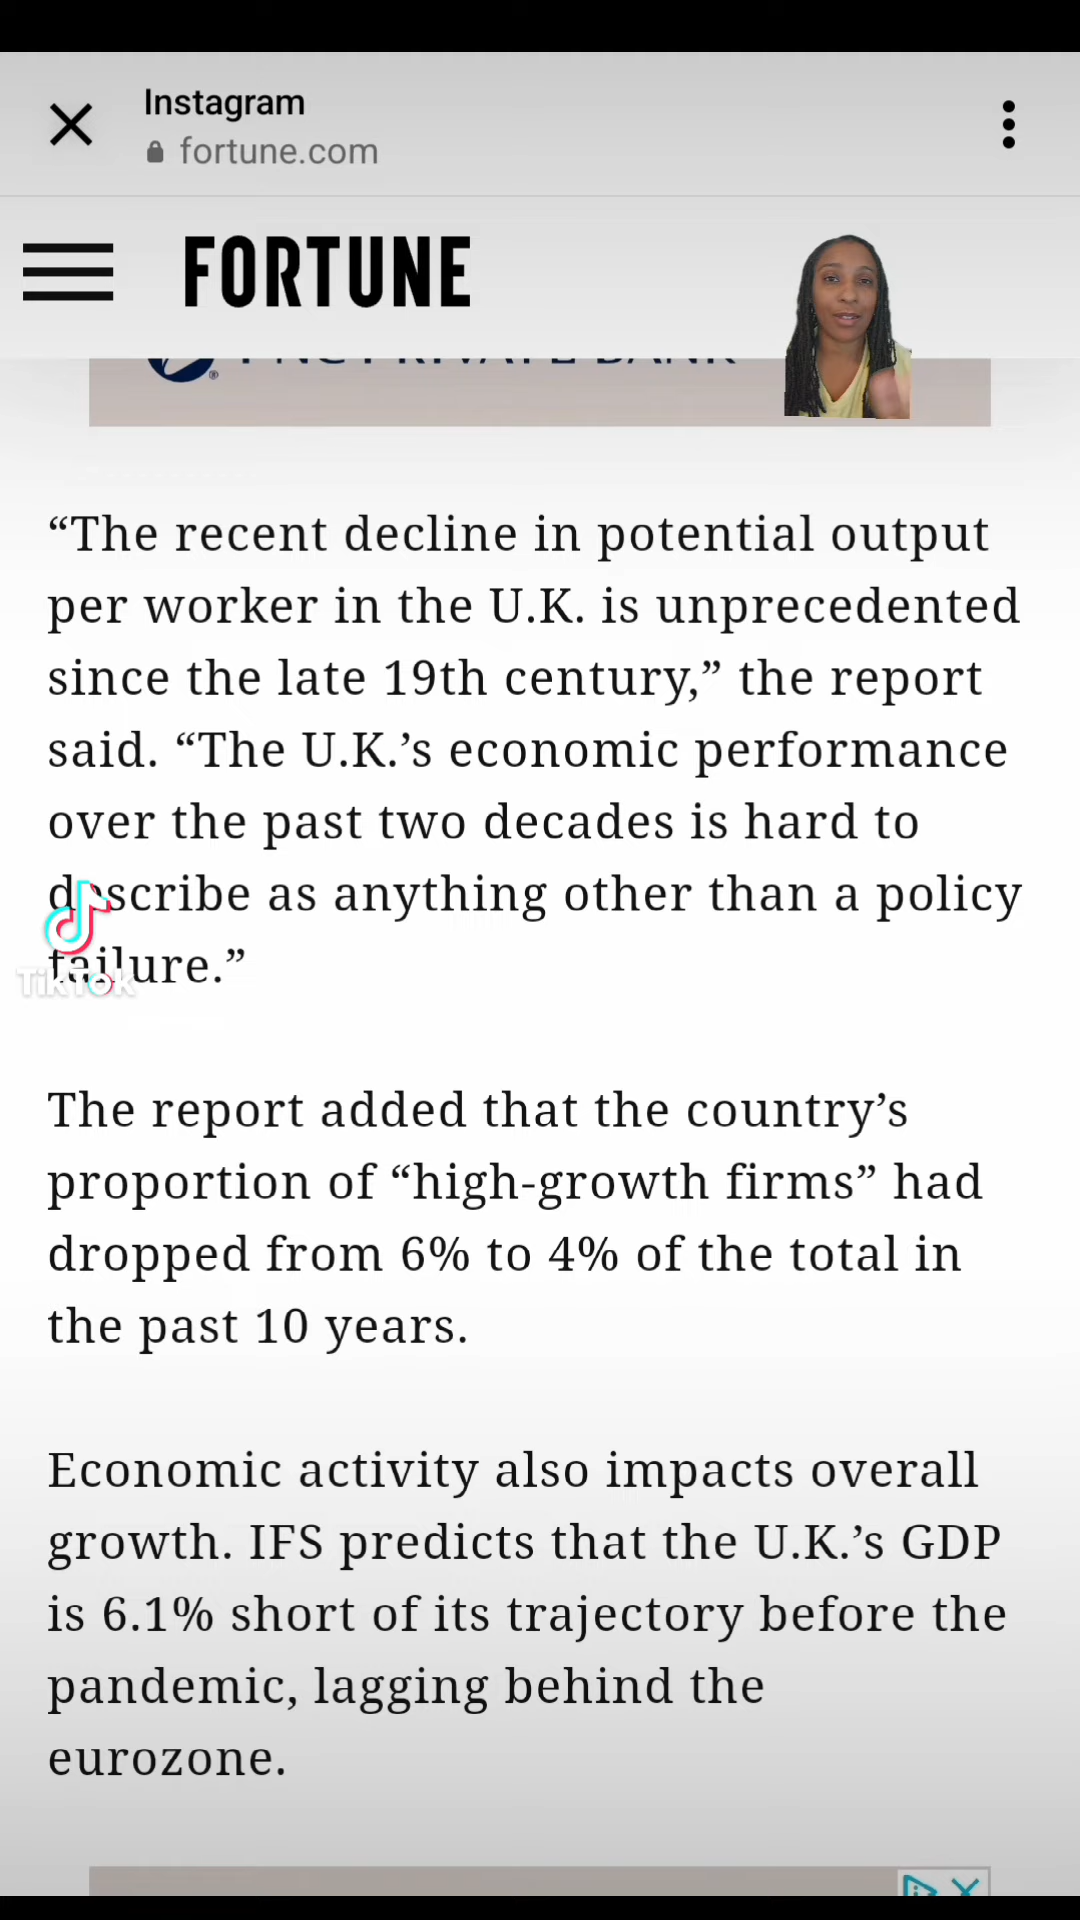 Instagram
fortune.com
FORTUNE
PNC PRIVATE BANK
“The recent decline in potential output
per worker in the U.K. is unprecedented
since the late 19th century,” the report
said. “The U.K.’s economic performance
over the past two decades is hard to
describe as anything other than a policy
failure.”
TikTok
The report added that the country’s
proportion of “high-growth firms” had
dropped from 6% to 4% of the total in
the past 10 years.
Economic activity also impacts overall
growth. IFS predicts that the U.K.’s GDP
is 6.1% short of its trajectory before the
pandemic, lagging behind the
eurozone.